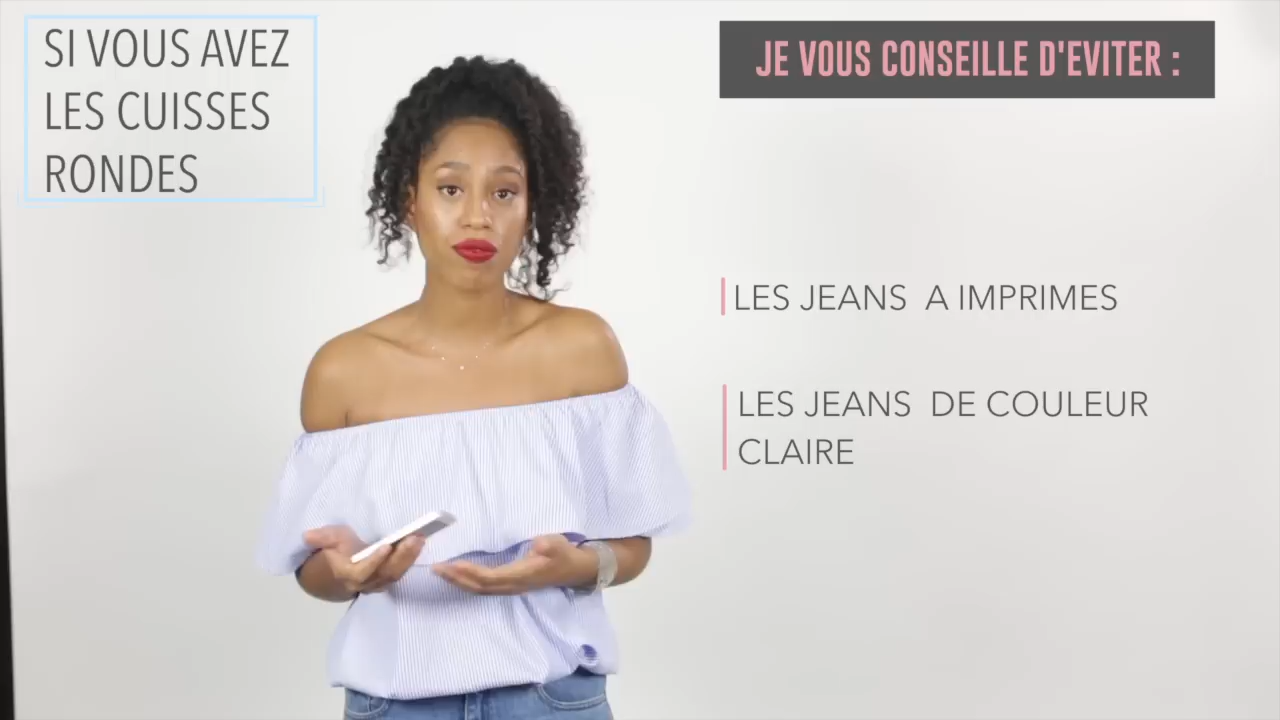 SI VOUS AVEZ
LES CUISSES
RONDES
JE VOUS CONSEILLE D'EVITER :
LES JEANS A IMPRIMES
LES JEANS DE COULEUR
CLAIRE